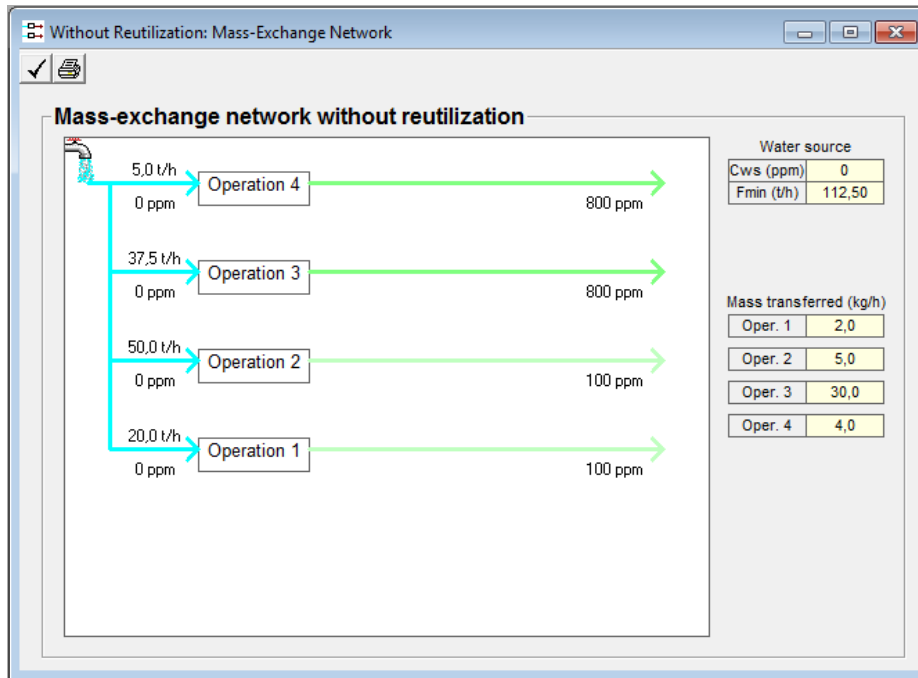 Without Reutilization: Mass-Exchange Network
Mass-exchange network without reutilization
5,0 t/h
0 ppm
Operation 4
800 ppm
37,5 t/h
0 ppm
Operation 3
800 ppm
50,0 t/h
0 ppm
Operation 2
100 ppm
20,0 t/h
0 ppm
Operation 1
100 ppm
Water source
Cws (ppm) 0
Fmin (t/h) 112,50
Mass transferred (kg/h)
Oper. 1 2,0
Oper. 2 5,0
Oper. 3 30,0
Oper. 4 4,0